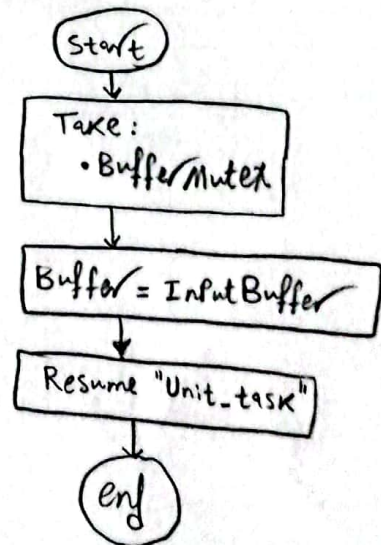 Start
Take:
• BufferMutex
Buffer = InPutBuffer
Resume "Unit_task"
end